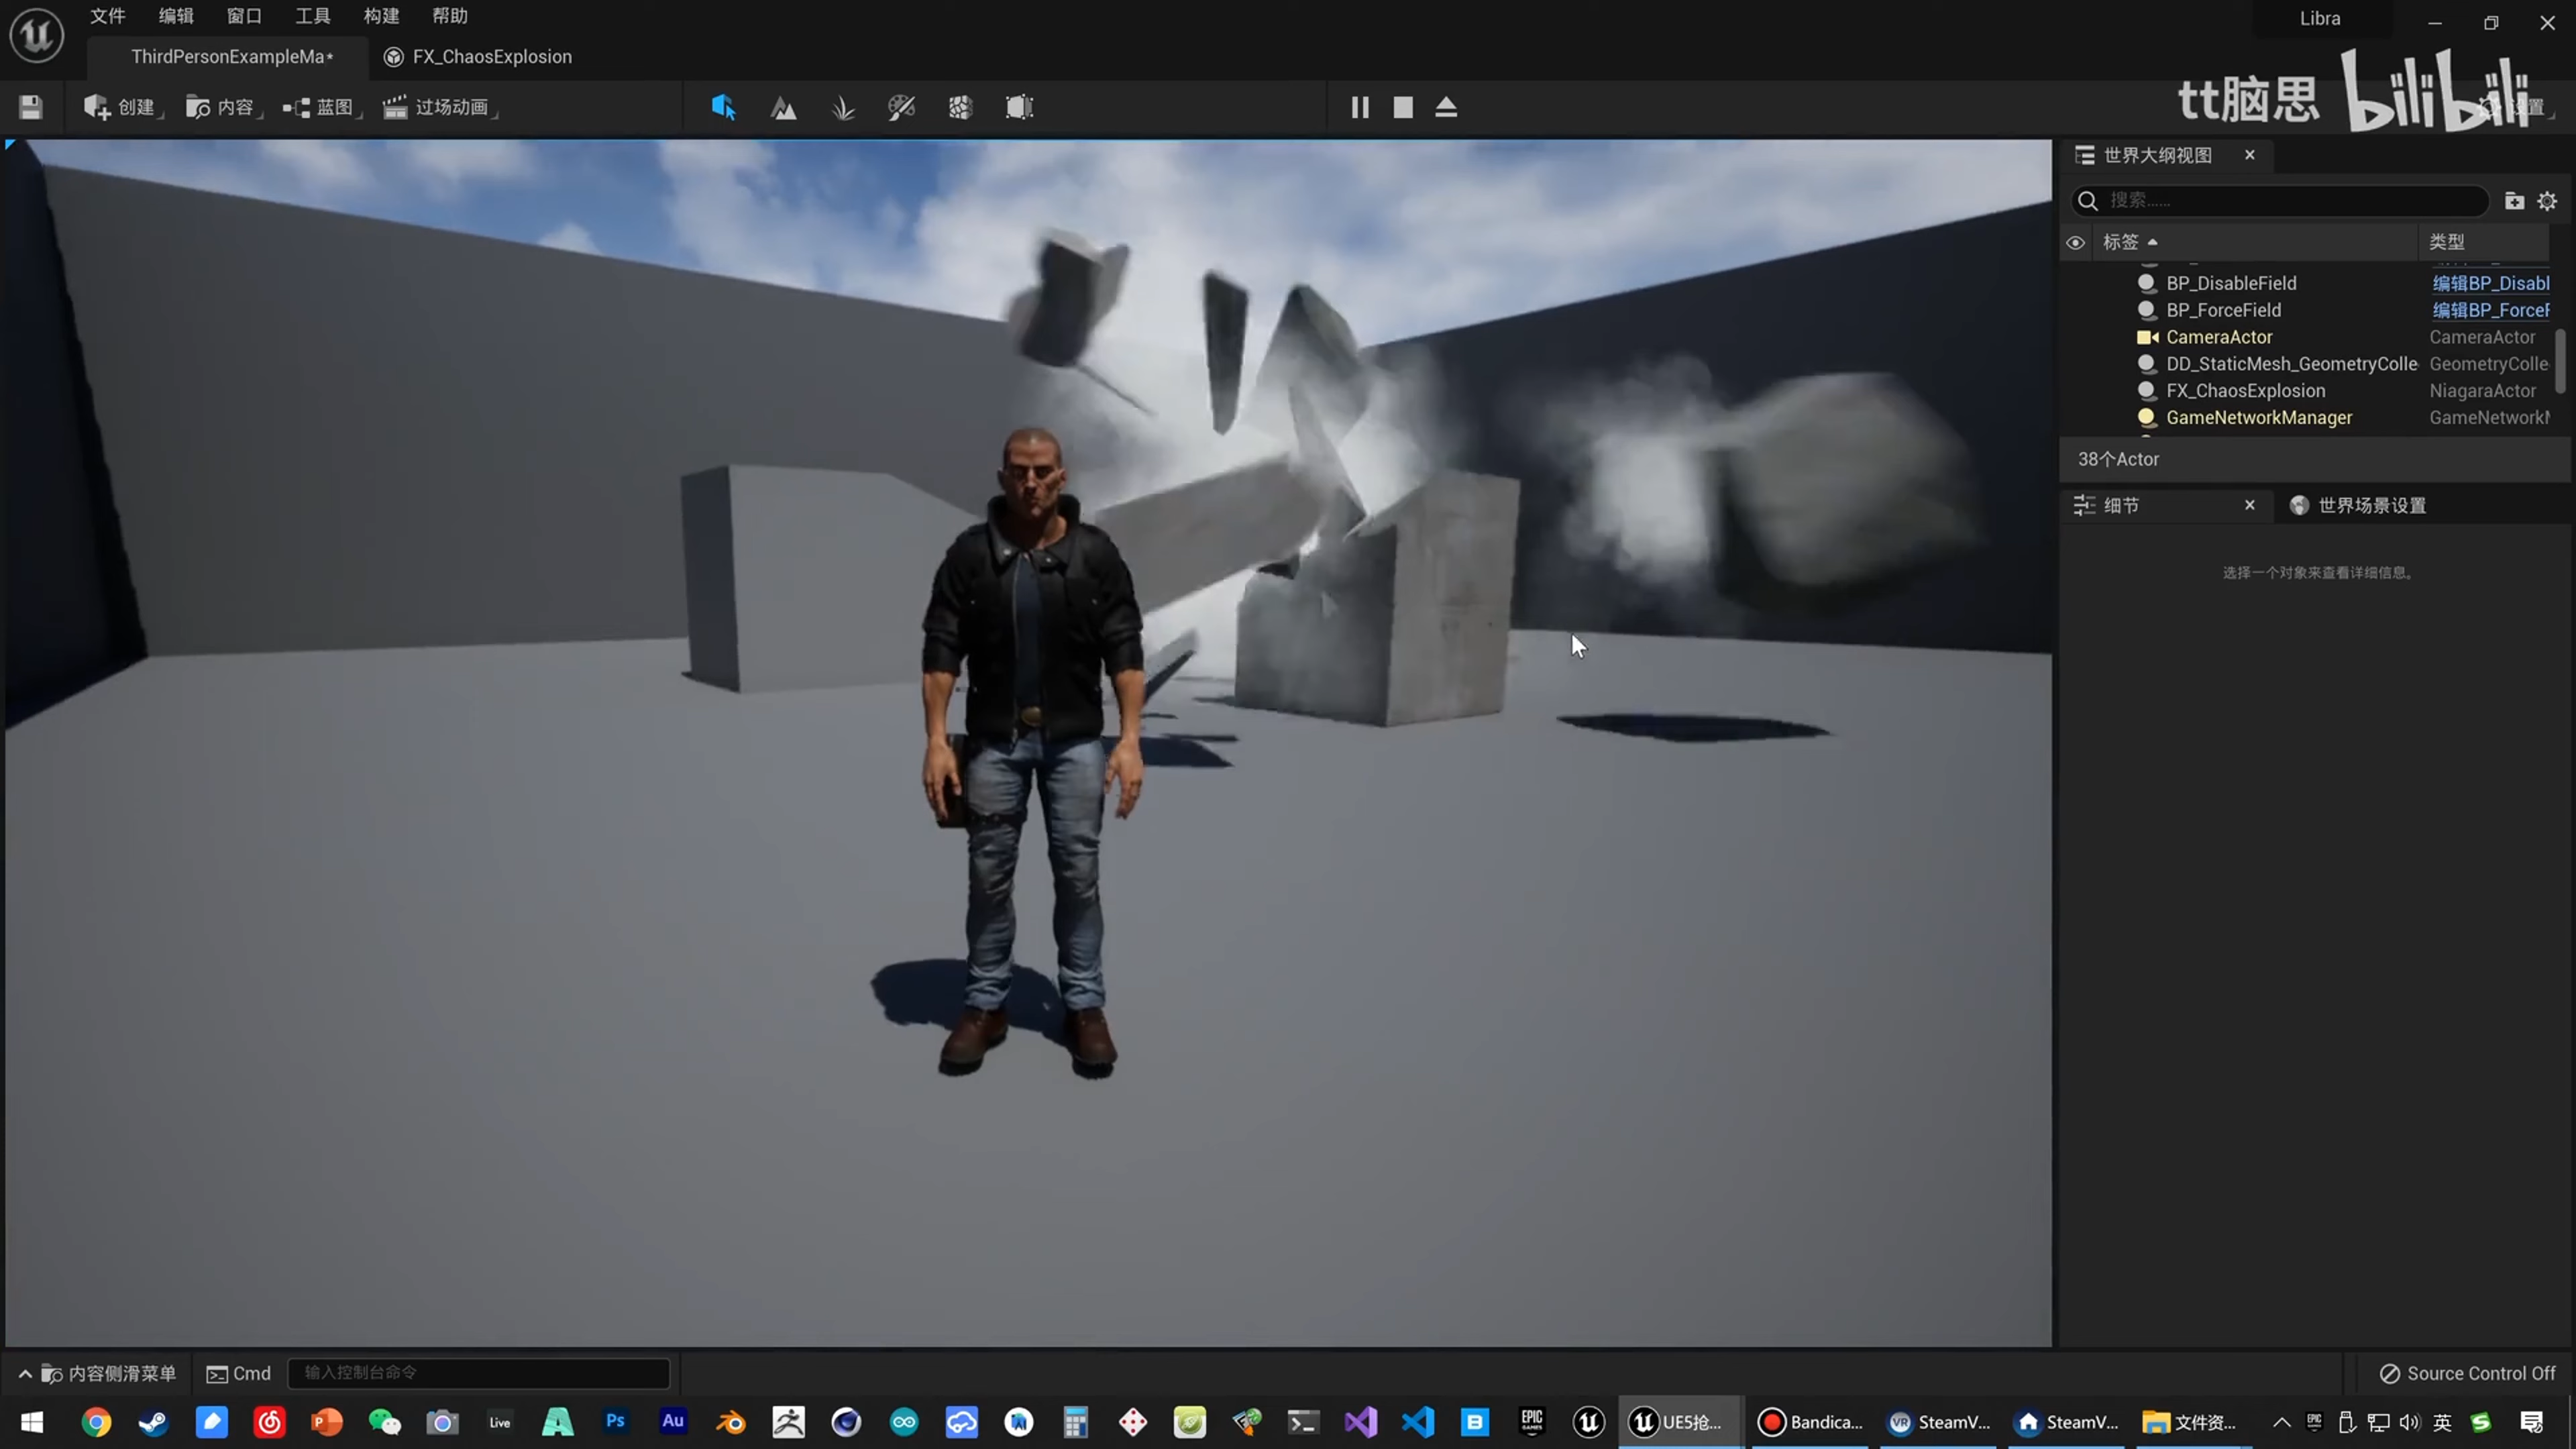 文件 编辑 窗口 工具 构建 帮助
Libra
ThirdPersonExampleMa*
FX_ChaosExplosion
创建 内容 蓝图 过场动画
tt脑思 bilibili
世界大纲视图
搜索......
标签 类型
BP_DisableField 编辑BP_Disabl
BP_ForceField 编辑BP_ForceF
CameraActor CameraActor
DD_StaticMesh_GeometryColle GeometryColle
FX_ChaosExplosion NiagaraActor
GameNetworkManager GameNetworkM
38个Actor
细节 世界场景设置
选择一个对象来查看详细信息。
内容侧滑菜单 Cmd 输入控制台命令 Source Control Off
Live Ps Au EPIC GAMES UE5抢... Bandica... VR SteamV... SteamV... 文件资... 英